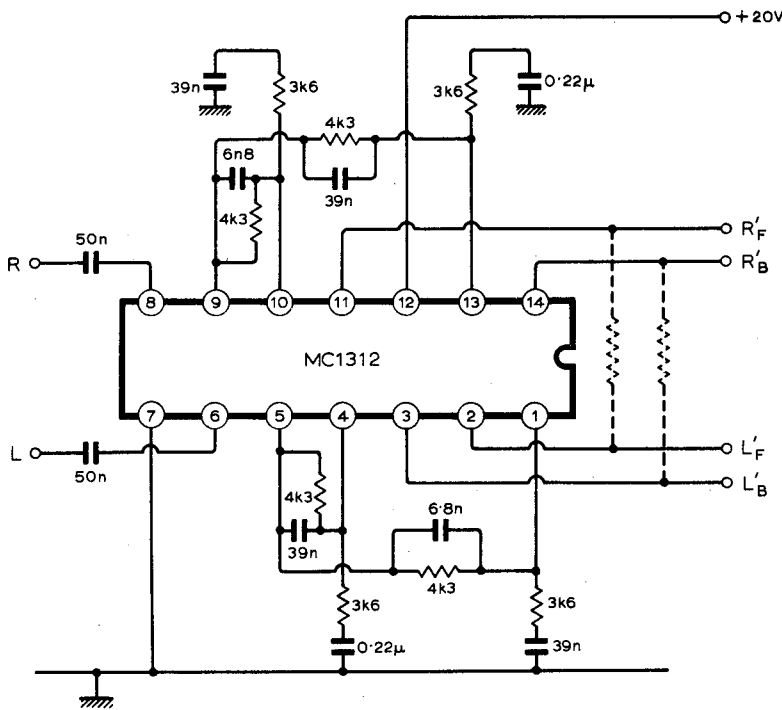 +20V
39n
3k6
3k6
0·22μ
4k3
6n8
39n
4k3
R'F
50n
R
R'B
8
9
10
11
12
13
14
MC1312
7
6
5
4
3
2
1
L
50n
L'F
L'B
4k3
6·8n
39n
4k3
3k6
3k6
0·22μ
39n